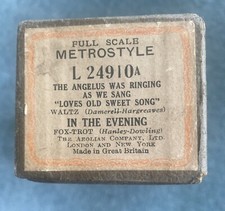 FULL SCALE
METROSTYLE
L 24910A
THE ANGELUS WAS RINGING
AS WE SANG
"LOVES OLD SWEET SONG"
WALTZ (Damerell-Hargreaves)
IN THE EVENING
FOX-TROT (Hanley-Dowling)
THE AEOLIAN COMPANY, LTD.
LONDON AND NEW YORK
Made in Great Britain